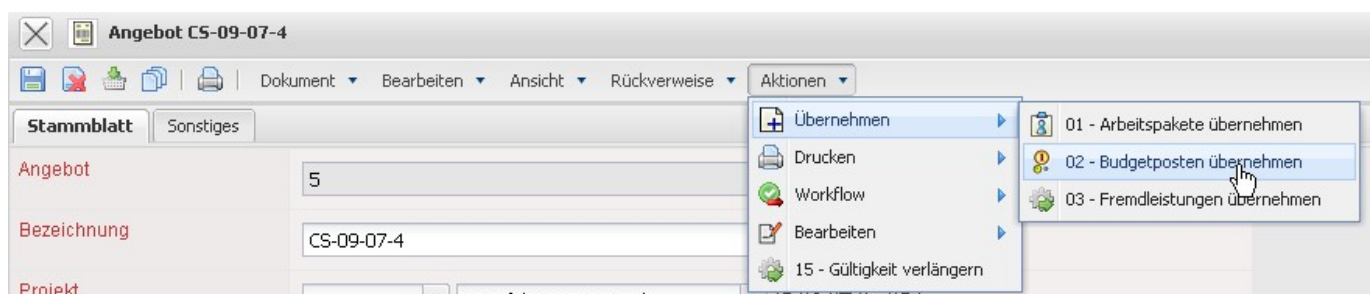 Angebot CS-09-07-4
Dokument Bearbeiten Ansicht Rückverweise Aktionen
Stammblatt Sonstiges
Übernehmen
Drucken
Workflow
Bearbeiten
15 - Gültigkeit verlängern
01 - Arbeitspakete übernehmen
02 - Budgetposten übernehmen
03 - Fremdleistungen übernehmen
Angebot
5
Bezeichnung
CS-09-07-4
Projekt